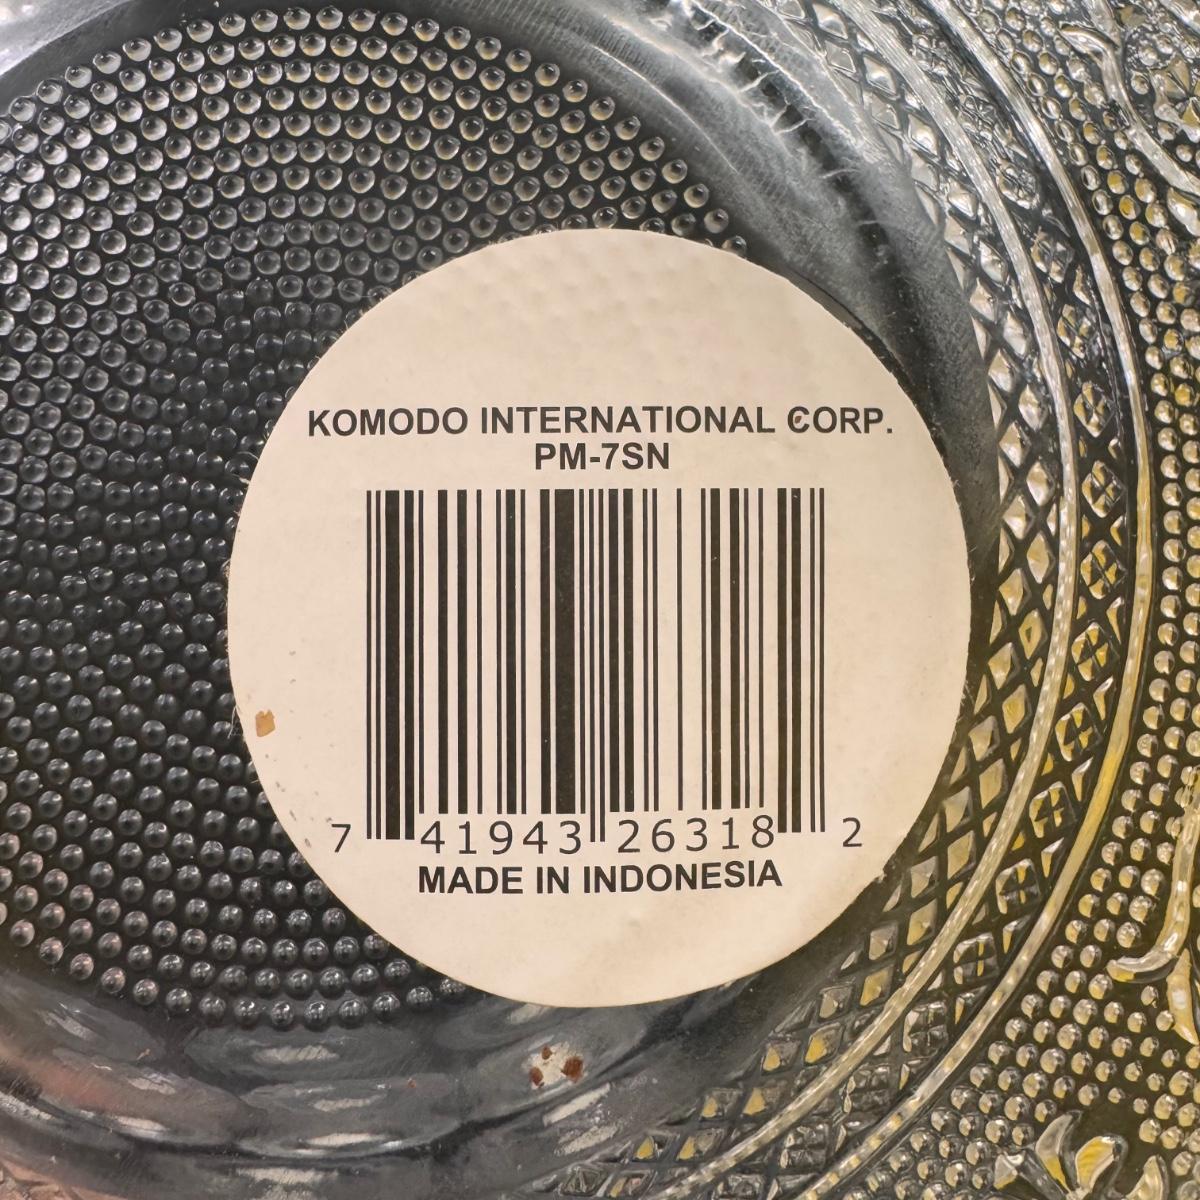 KOMODO INTERNATIONAL CORP.
PM-7SN
7 41943 26318 2
MADE IN INDONESIA